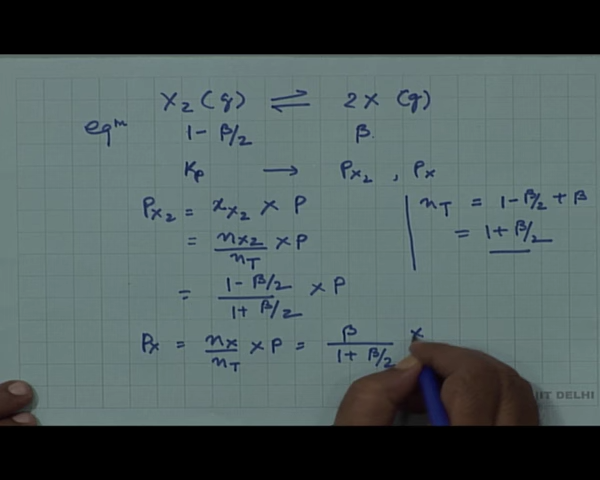 X₂(g) ⇌ 2X (g)
eqᵐ 1 - β/2 β
Kp → Px₂ , Px
Px₂ = xx₂ × P
= nx₂/nT × P
= (1 - β/2)/(1 + β/2) × P
nT = 1 - β/2 + β
= 1 + β/2
Px = nx/nT × P = β/(1 + β/2) ×
IIT DELHI